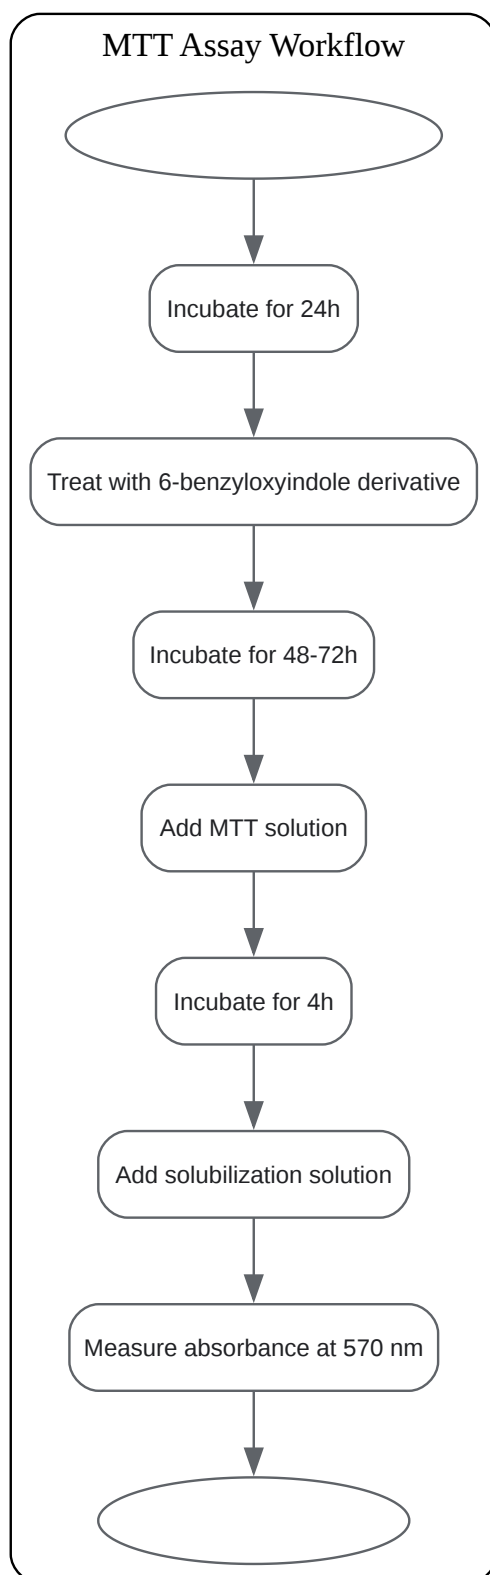 MTT Assay Workflow
Incubate for 24h
Treat with 6-benzyloxyindole derivative
Incubate for 48-72h
Add MTT solution
Incubate for 4h
Add solubilization solution
Measure absorbance at 570 nm